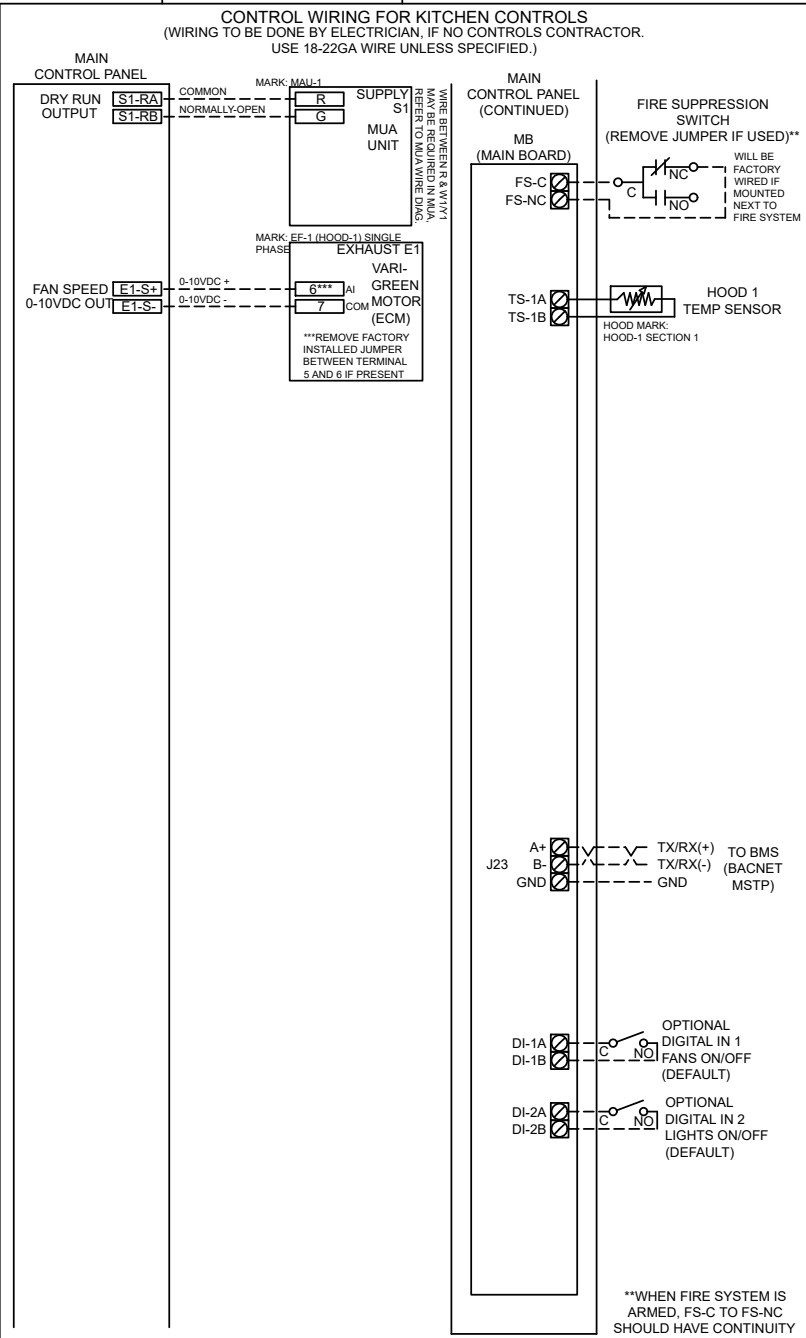 CONTROL WIRING FOR KITCHEN CONTROLS
(WIRING TO BE DONE BY ELECTRICIAN, IF NO CONTROLS CONTRACTOR.
USE 18-22GA WIRE UNLESS SPECIFIED.)
MAIN
CONTROL PANEL
DRY RUN
OUTPUT
S1-RA
S1-RB
COMMON
NORMALLY-OPEN
MARK: MAU-1
R
G
SUPPLY
S1
MUA
UNIT
WIRE BETWEEN R & W1/Y1
MAY BE REQUIRED IN MUA,
REFER TO MUA WIRE DIAG.
FAN SPEED
0-10VDC OUT
E1-S+
E1-S-
0-10VDC +
0-10VDC -
MARK: EF-1 (HOOD-1) SINGLE
PHASE
EXHAUST E1
6***
AI
7
COM
VARI-
GREEN
MOTOR
(ECM)
***REMOVE FACTORY
INSTALLED JUMPER
BETWEEN TERMINAL
5 AND 6 IF PRESENT
MAIN
CONTROL PANEL
(CONTINUED)
MB
(MAIN BOARD)
FS-C
FS-NC
FIRE SUPPRESSION
SWITCH
(REMOVE JUMPER IF USED)**
C
NC
NO
WILL BE
FACTORY
WIRED IF
MOUNTED
NEXT TO
FIRE SYSTEM
TS-1A
TS-1B
HOOD 1
TEMP SENSOR
HOOD MARK:
HOOD-1 SECTION 1
J23
A+
B-
GND
TX/RX(+)
TX/RX(-)
GND
TO BMS
(BACNET
MSTP)
DI-1A
DI-1B
C
NO
OPTIONAL
DIGITAL IN 1
FANS ON/OFF
(DEFAULT)
DI-2A
DI-2B
C
NO
OPTIONAL
DIGITAL IN 2
LIGHTS ON/OFF
(DEFAULT)
**WHEN FIRE SYSTEM IS
ARMED, FS-C TO FS-NC
SHOULD HAVE CONTINUITY